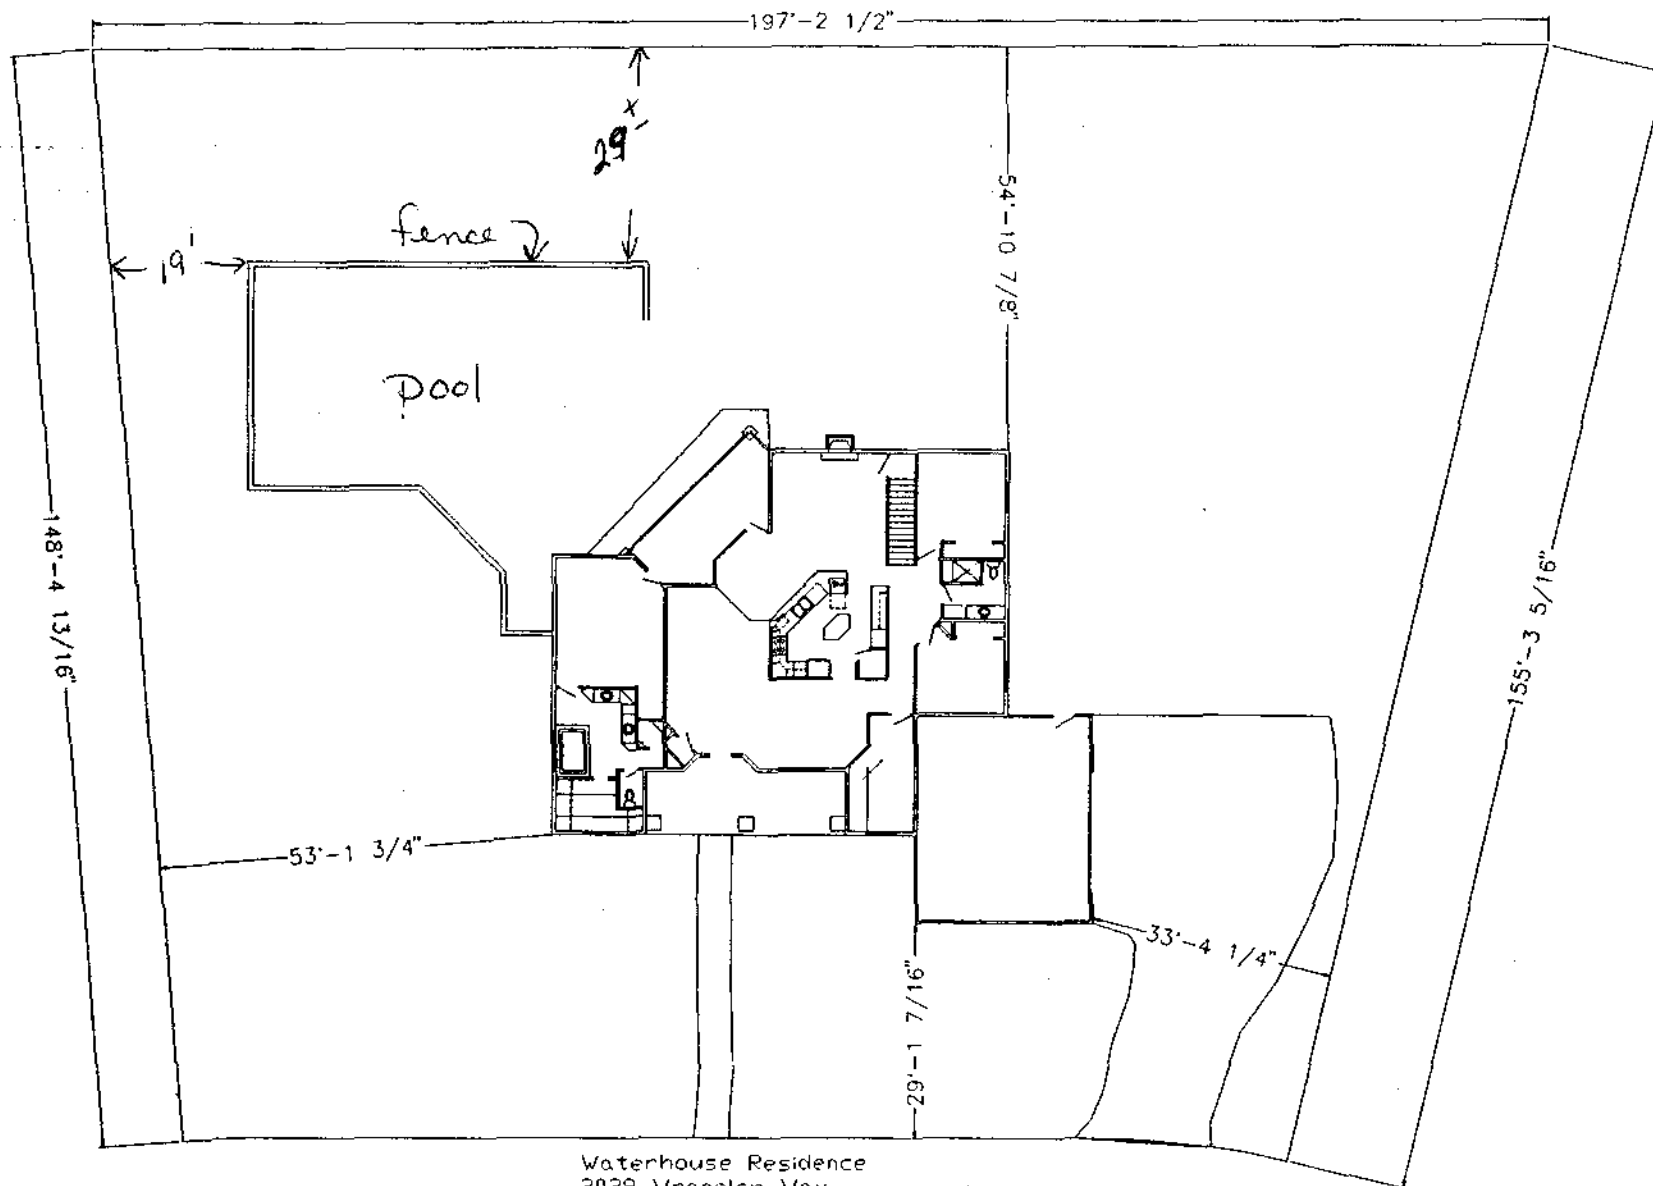 197'-2 1/2"
x
29'
fence
19'
54'-10 7/8"
pool
148'-4 13/16"
155'-3 5/16"
53'-1 3/4"
33'-4 1/4"
29'-1 7/16"
Waterhouse Residence